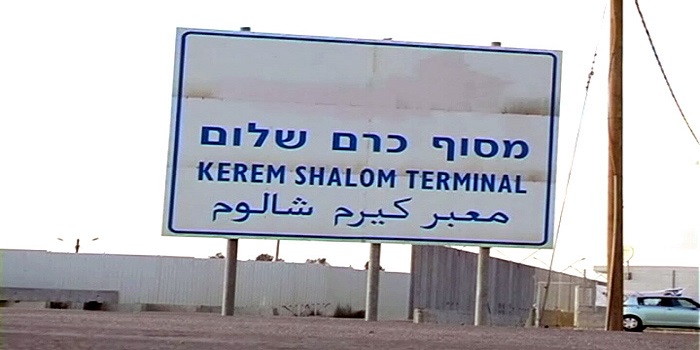 מסוף כרם שלום
KEREM SHALOM TERMINAL
معبر كيرم شالوم